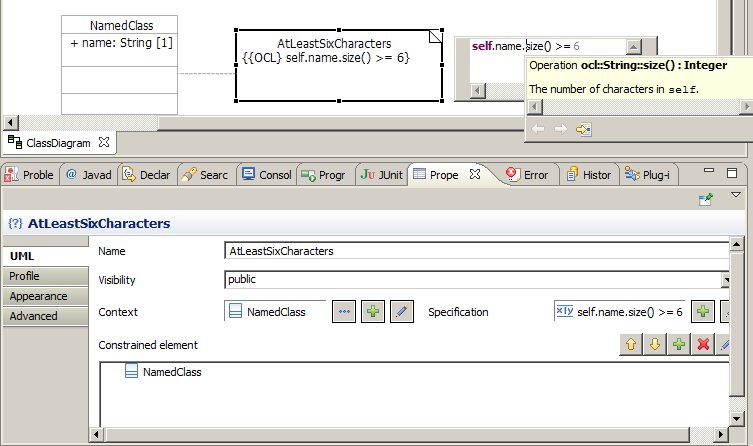 NamedClass
+ name: String [1]
AtLeastSixCharacters
{{OCL} self.name.size() >= 6}
self.name.size() >= 6
Operation ocl::String::size() : Integer
The number of characters in self.
ClassDiagram
Proble @ Javad Declar Searc Consol Progr JU JUnit Prope Error Histor Plug-i
{?} AtLeastSixCharacters
UML
Profile
Appearance
Advanced
Name AtLeastSixCharacters
Visibility public
Context NamedClass Specification x|y self.name.size() >= 6
Constrained element
NamedClass